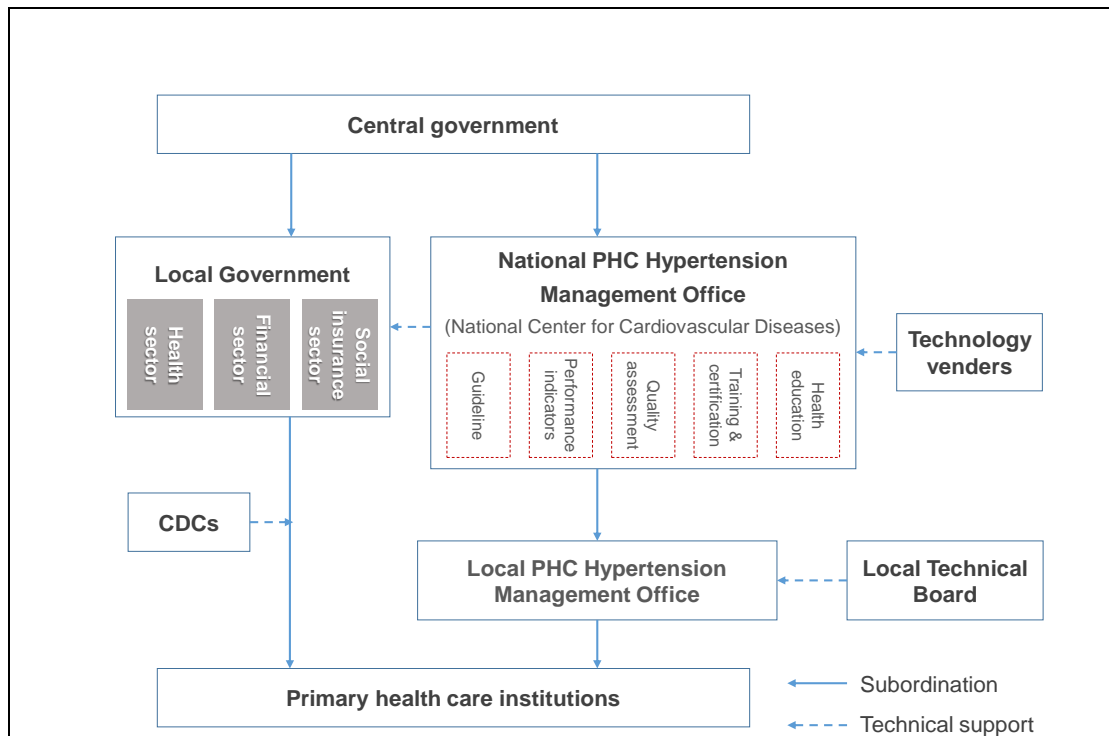 Central government
Local Government
Health
sector
Financial
sector
Social
insurance
sector
National PHC Hypertension
Management Office
(National Center for Cardiovascular Diseases)
Guideline
Performance
indicators
Quality
assessment
Training &
certification
Health
education
Technology
venders
CDCs
Local PHC Hypertension
Management Office
Local Technical
Board
Primary health care institutions
Subordination
Technical support